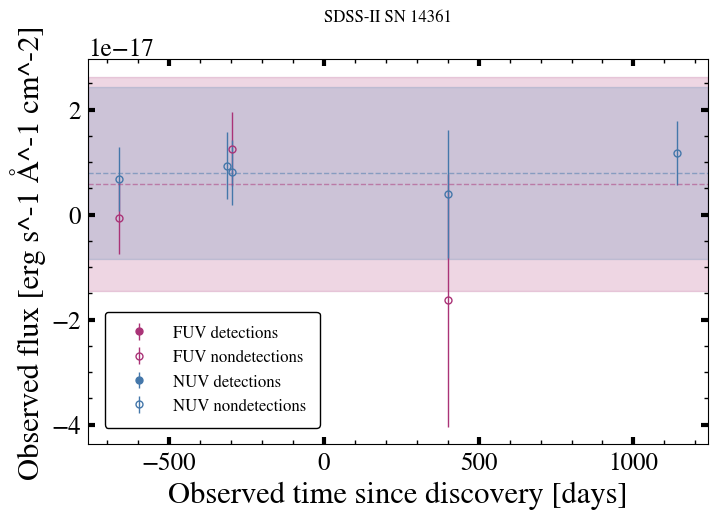 SDSS-II SN 14361
1e−17
Observed flux [erg s^-1 Å^-1 cm^-2]
2
0
−2
−4
FUV detections
FUV nondetections
NUV detections
NUV nondetections
−500 0 500 1000
Observed time since discovery [days]